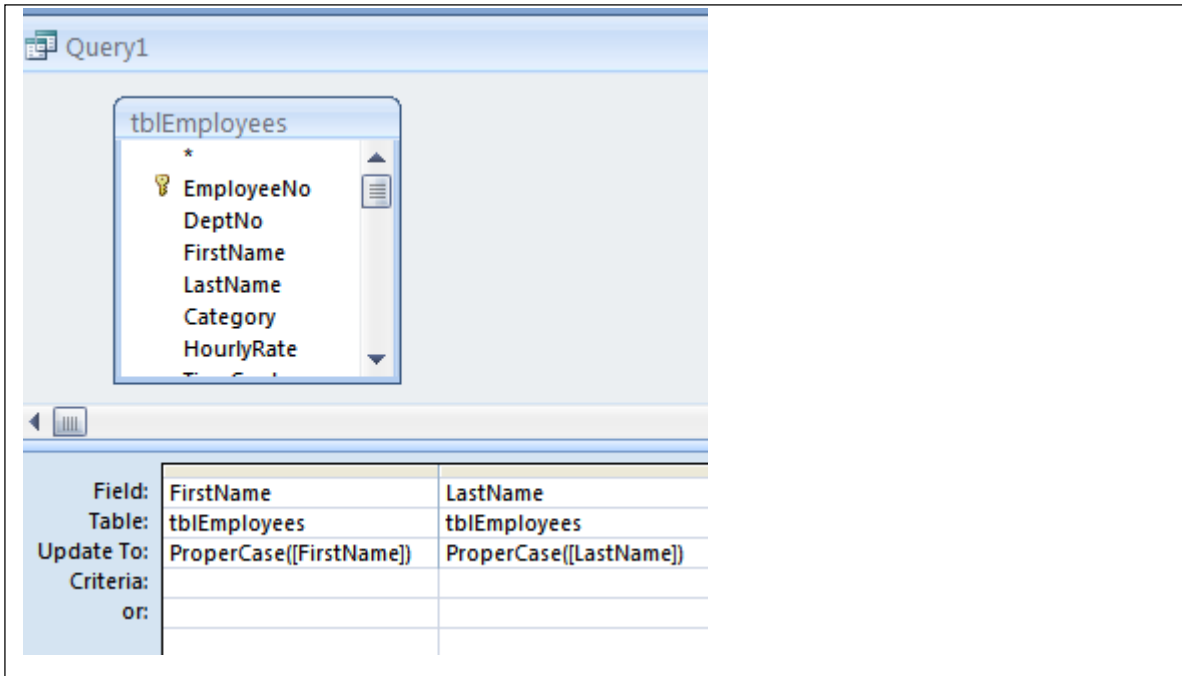 Query1
tblEmployees
*
EmployeeNo
DeptNo
FirstName
LastName
Category
HourlyRate
Field: FirstName LastName
Table: tblEmployees tblEmployees
Update To: ProperCase([FirstName]) ProperCase([LastName])
Criteria:
or: